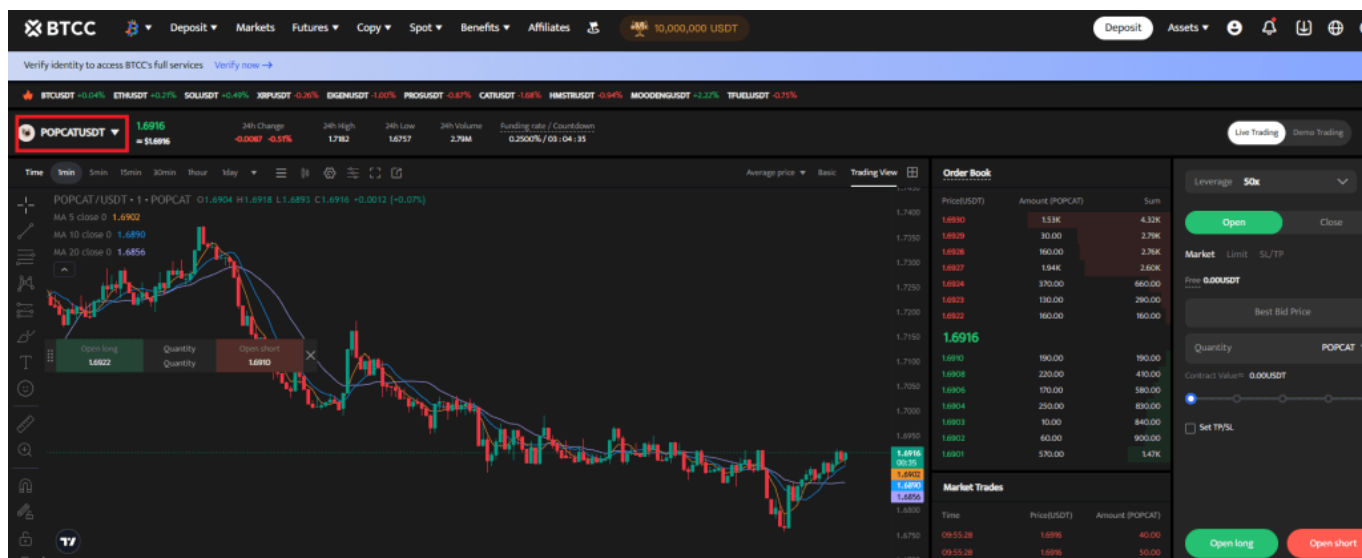 BTCC Deposit Markets Futures Copy Spot Benefits Affiliates 10,000,000 USDT Deposit Assets
Verify identity to access BTCC's full services Verify now →
BTCUSDT +0.04% ETHUSDT +0.21% SOLUSDT +0.49% XRPUSDT -0.26% EIGENUSDT -1.00% PROSUSDT -0.87% CATIUSDT -1.68% HMSTRUSDT -0.94% MOODENGUSDT +2.22% TFUELUSDT -0.75%
POPCATUSDT
1.6916
≈ $1.6916
24h Change
-0.0087 -0.51%
24h High
1.7182
24h Low
1.6757
24h Volume
2.79M
Funding rate / Countdown
0.2500% / 03 : 04 : 35
Live Trading Demo Trading
Time 1min 5min 15min 30min 1hour 1day Average price Basic Trading View
POPCAT/USDT • 1 • POPCAT O1.6904 H1.6918 L1.6893 C1.6916 +0.0012 (+0.07%)
MA 5 close 0 1.6902
MA 10 close 0 1.6890
MA 20 close 0 1.6856
Open long
1.6922
Quantity
Quantity
Open short
1.6910
1.7400
1.7350
1.7300
1.7250
1.7200
1.7150
1.7100
1.7050
1.7000
1.6950
1.6916
00:35
1.6902
1.6890
1.6856
1.6800
1.6750
Order Book
Price(USDT) Amount (POPCAT) Sum
1.6930 1.53K 4.32K
1.6929 30.00 2.79K
1.6928 160.00 2.76K
1.6927 1.94K 2.60K
1.6924 370.00 660.00
1.6923 130.00 290.00
1.6922 160.00 160.00
1.6916
1.6910 190.00 190.00
1.6908 220.00 410.00
1.6906 170.00 580.00
1.6904 250.00 830.00
1.6903 10.00 840.00
1.6902 60.00 900.00
1.6901 570.00 1.47K
Market Trades
Time Price(USDT) Amount (POPCAT)
09:55:28 1.6916 40.00
09:55:28 1.6916 50.00
Leverage 50x
Open Close
Market Limit SL/TP
Free 0.00USDT
Best Bid Price
Quantity POPCAT
Contract Value≈ 0.00USDT
Set TP/SL
Open long Open short